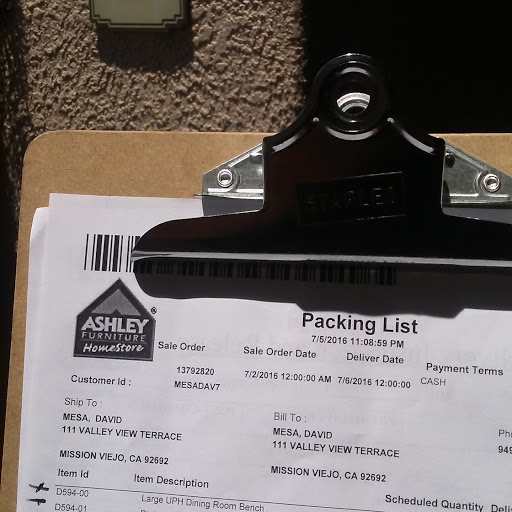 STAPLES
Packing List
7/5/2016 11:08:59 PM
ASHLEY
FURNITURE
HomeStore
®
Sale Order Sale Order Date Deliver Date Payment Terms
13792820 7/2/2016 12:00:00 AM 7/6/2016 12:00:00 CASH
Customer Id : MESADAV7
Ship To : Bill To :
MESA, DAVID MESA, DAVID Ph
111 VALLEY VIEW TERRACE 111 VALLEY VIEW TERRACE 949
MISSION VIEJO, CA 92692 MISSION VIEJO, CA 92692
Item Id Item Description Scheduled Quantity Deli
D594-00 Large UPH Dining Room Bench
D594-01